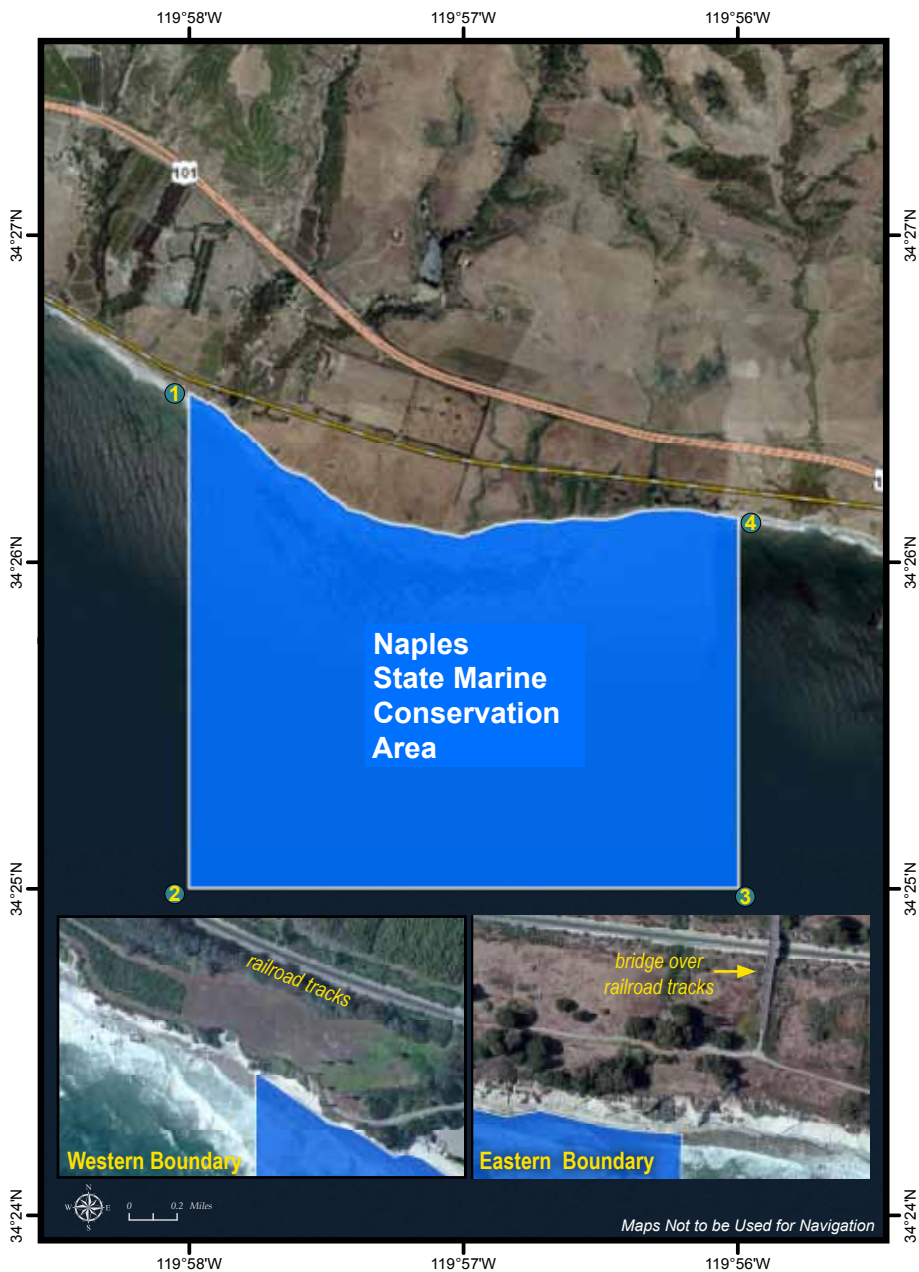 119°58'W
119°57'W
119°56'W
101
34°27'N
34°27'N
1
1
4
34°26'N
34°26'N
Naples
State Marine
Conservation
Area
34°25'N
34°25'N
2
3
railroad tracks
bridge over
railroad tracks
Western Boundary
Eastern Boundary
N
W
E
S
0
0.2 Miles
Maps Not to be Used for Navigation
34°24'N
34°24'N
119°58'W
119°57'W
119°56'W